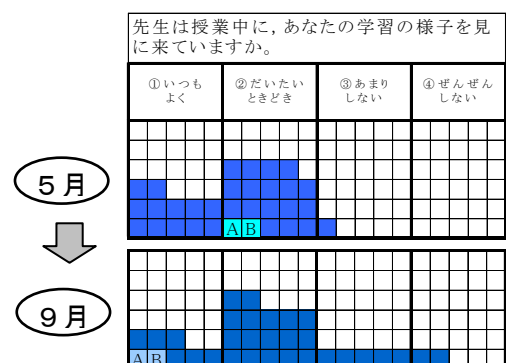 先生は授業中に,あなたの学習の様子を見
に来ていますか。
①いつも
よく
②だいたい
ときどき
③あまり
しない
④ぜんぜん
しない
5月
A B
9月
A B